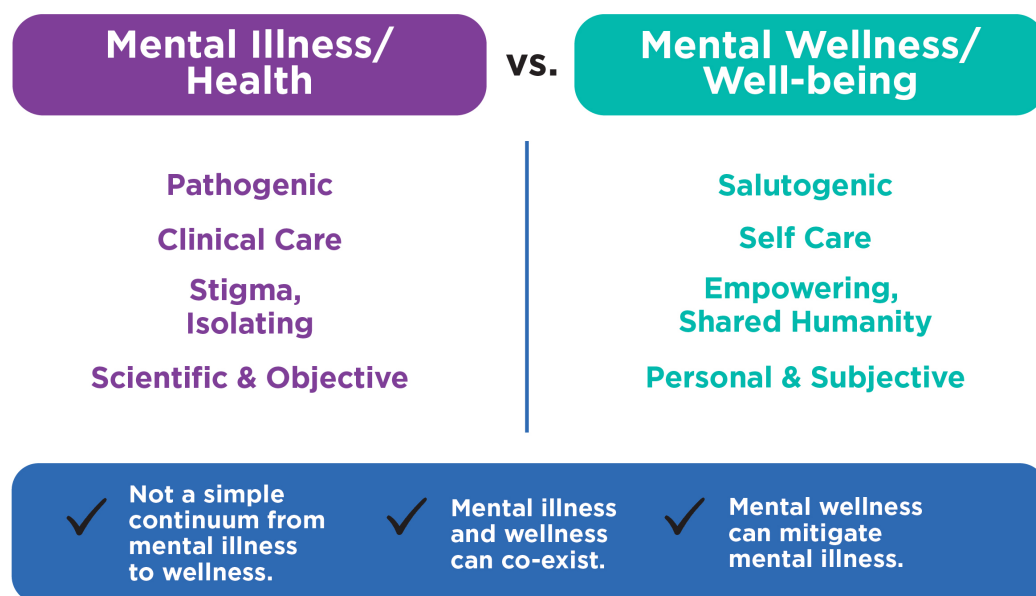 Mental Illness/
Health
vs.
Mental Wellness/
Well-being
Pathogenic
Clinical Care
Stigma,
Isolating
Scientific & Objective
Salutogenic
Self Care
Empowering,
Shared Humanity
Personal & Subjective
Not a simple
continuum from
mental illness
to wellness.
Mental illness
and wellness
can co-exist.
Mental wellness
can mitigate
mental illness.